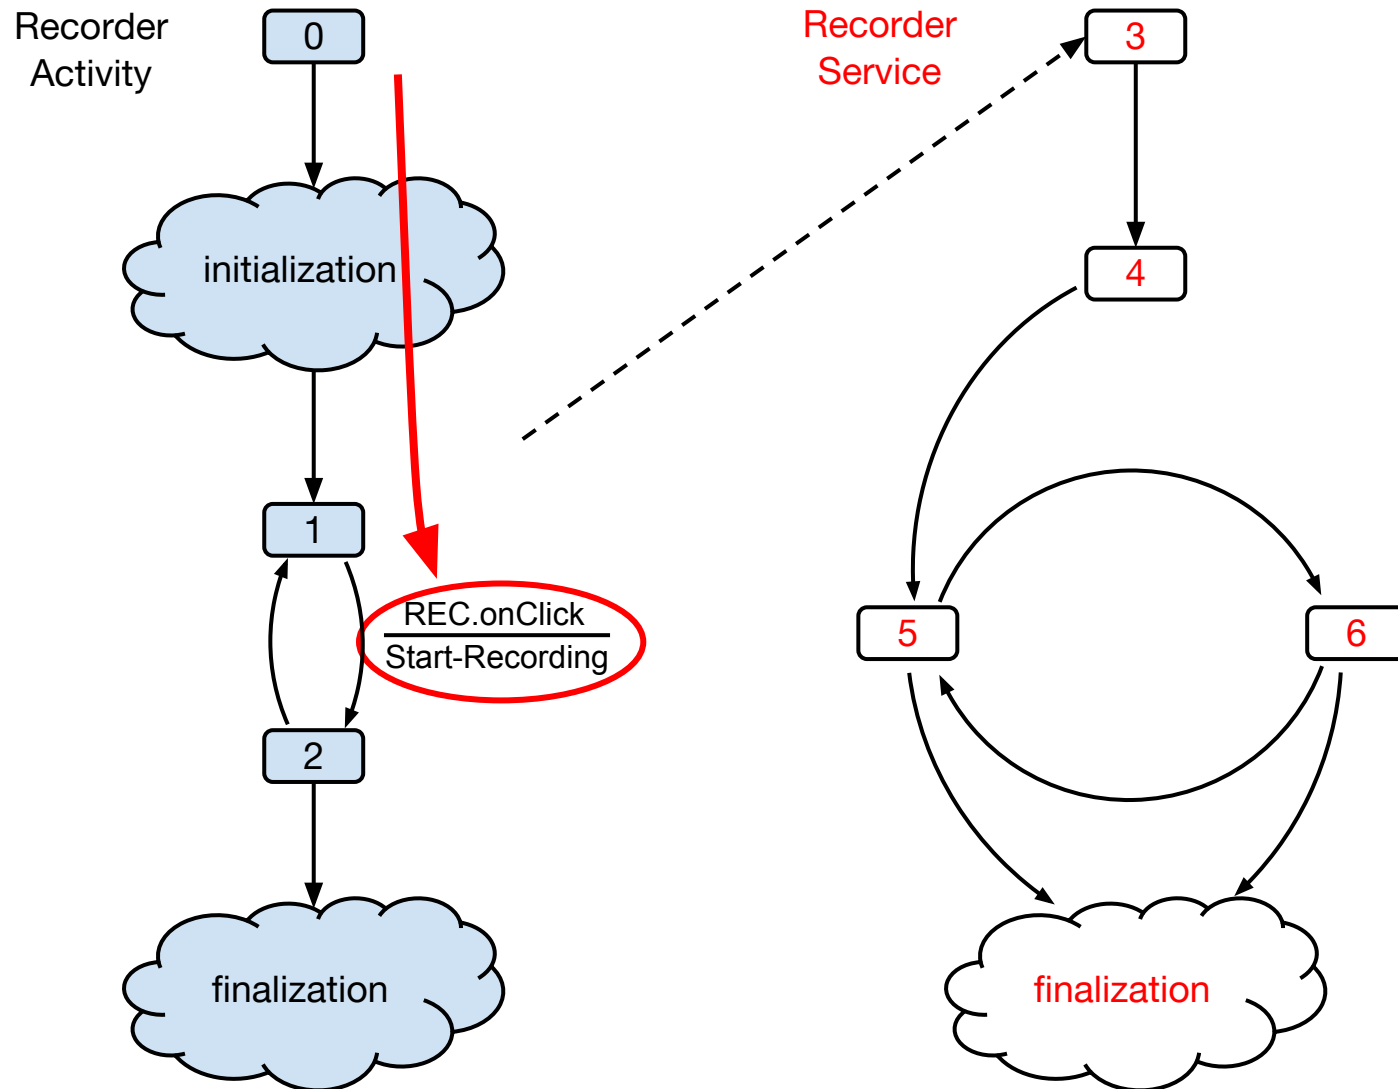 Recorder
Activity
0
initialization
1
REC.onClick
Start-Recording
2
finalization
Recorder
Service
3
4
5
6
finalization